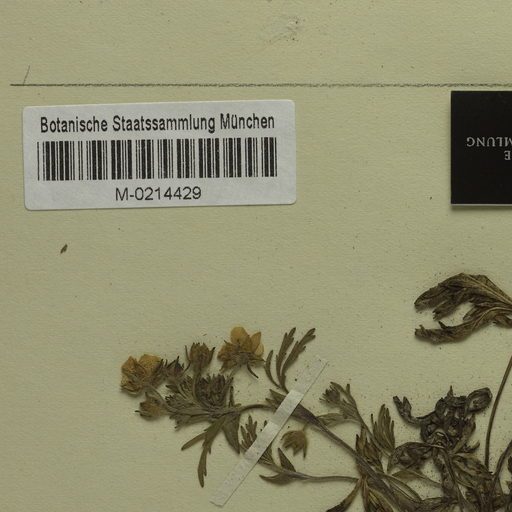 Botanische Staatssammlung München
M-0214429